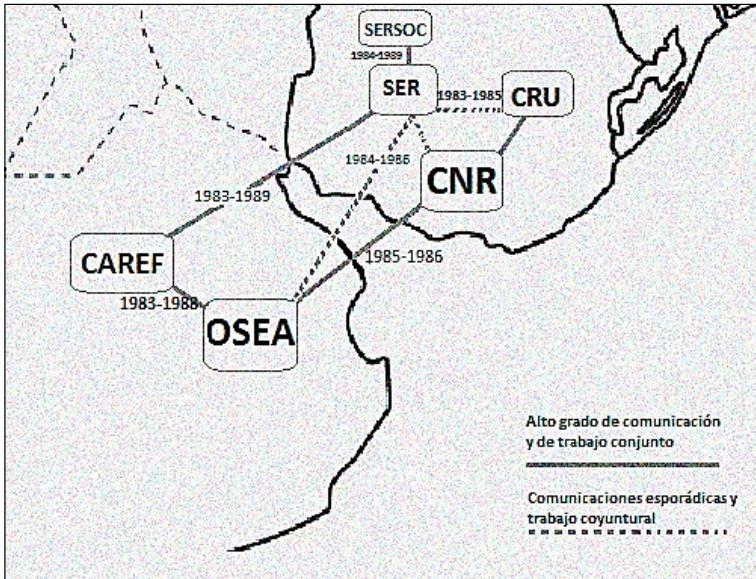 SERSOC
1984-1989
SER
1983-1985
CRU
1984-1986
CNR
1983-1989
CAREF
1985-1986
1983-1988
OSEA
Alto grado de comunicación
y de trabajo conjunto
Comunicaciones esporádicas y
trabajo coyuntural